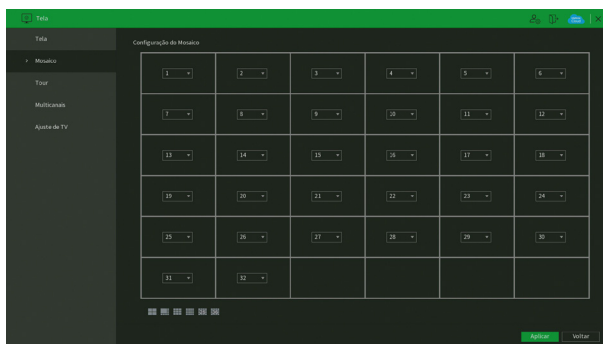 Tela
Tela
Configuração do Mosaico
Mosaico
Tour
Multicanais
Ajuste de TV
1 2 3 4 5 6
7 8 9 10 11 12
13 14 15 16 17 18
19 20 21 22 23 24
25 26 27 28 29 30
31 32
Aplicar Voltar